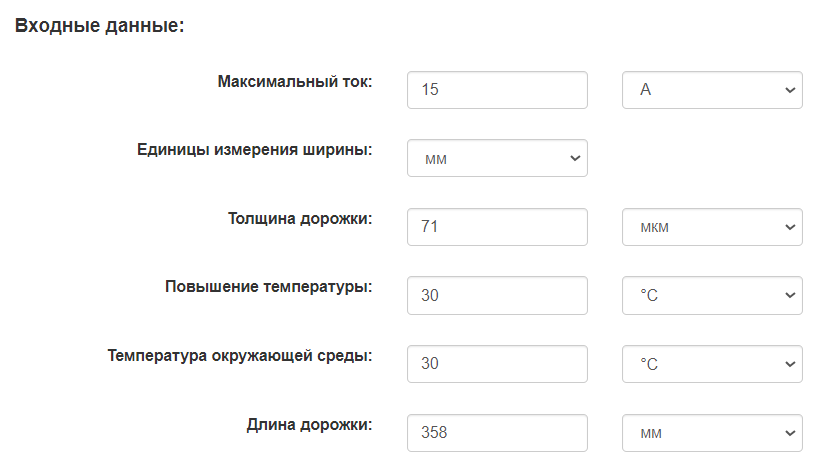 Входные данные:
Максимальный ток: 15 A
Единицы измерения ширины: мм
Толщина дорожки: 71 мкм
Повышение температуры: 30 °C
Температура окружающей среды: 30 °C
Длина дорожки: 358 мм